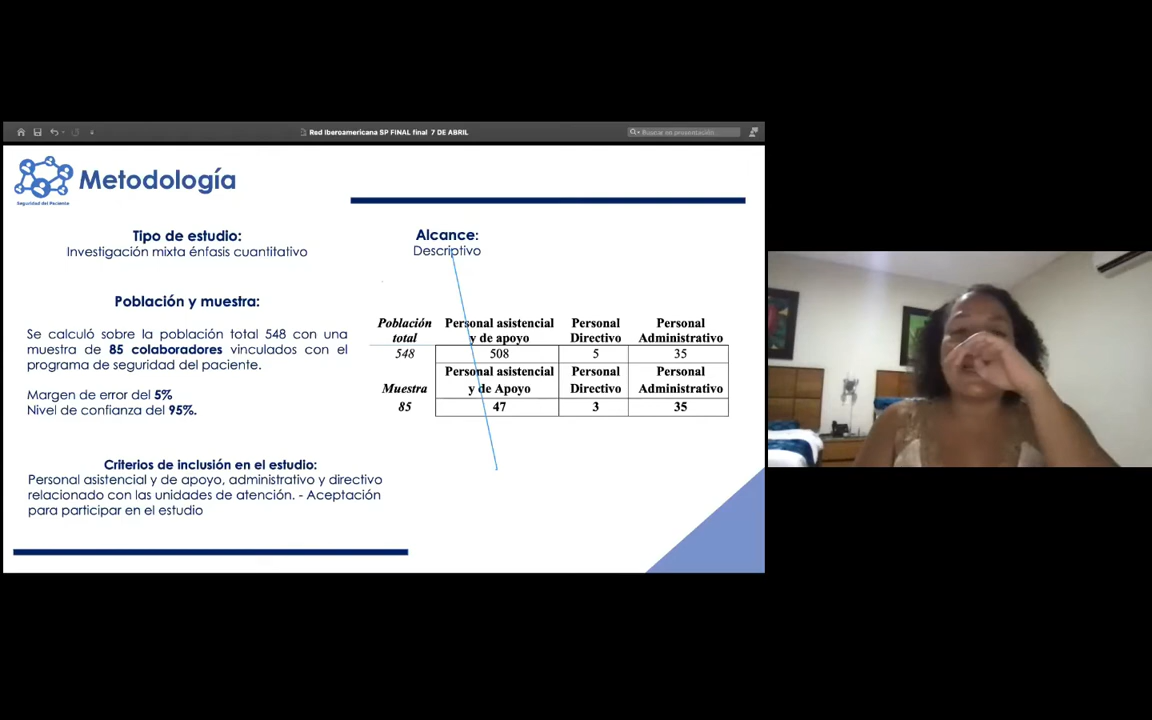 Red Iberoamericana SP FINAL final 7 DE ABRIL
Buscar en presentación
Metodología
Seguridad del Paciente
Tipo de estudio:
Investigación mixta énfasis cuantitativo
Alcance:
Descriptivo
Población y muestra:
Se calculó sobre la población total 548 con una
muestra de 85 colaboradores vinculados con el
programa de seguridad del paciente.
Margen de error del 5%
Nivel de confianza del 95%.
Población total Personal asistencial y de apoyo Personal Directivo Personal Administrativo
548 508 5 35
Muestra Personal asistencial y de Apoyo Personal Directivo Personal Administrativo
85 47 3 35
Criterios de inclusión en el estudio:
Personal asistencial y de apoyo, administrativo y directivo
relacionado con las unidades de atención. - Aceptación
para participar en el estudio